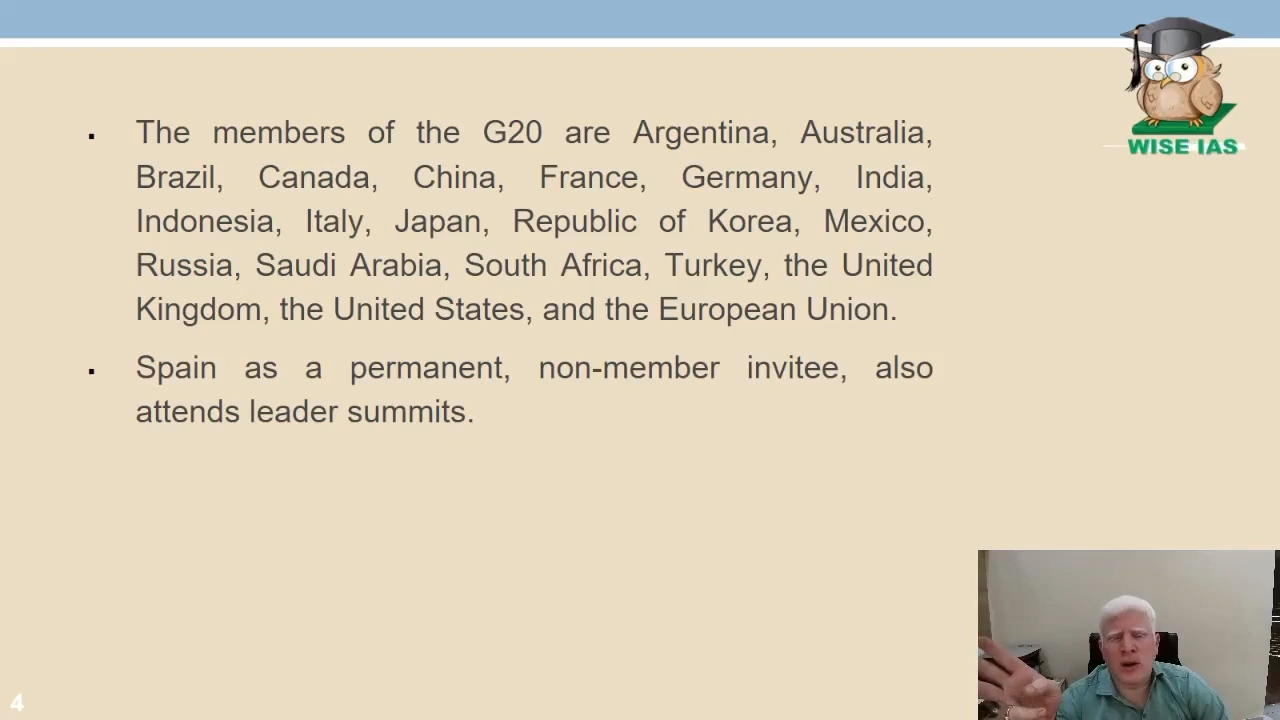 WISE IAS
▪ The members of the G20 are Argentina, Australia,
Brazil, Canada, China, France, Germany, India,
Indonesia, Italy, Japan, Republic of Korea, Mexico,
Russia, Saudi Arabia, South Africa, Turkey, the United
Kingdom, the United States, and the European Union.
▪ Spain as a permanent, non-member invitee, also
attends leader summits.
4